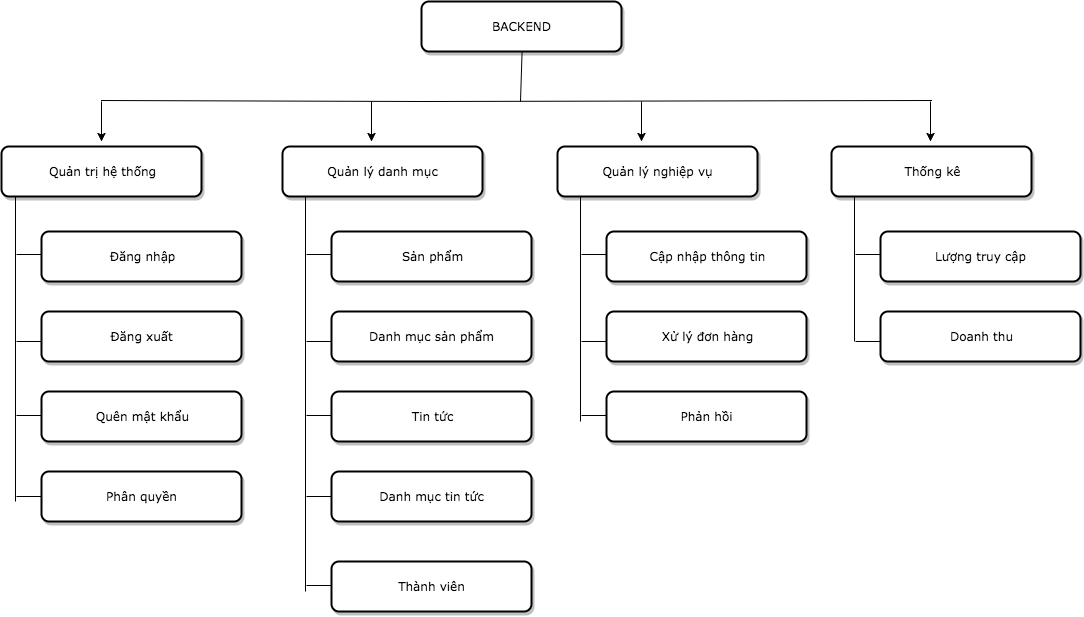 BACKEND
Quản trị hệ thống
Quản lý danh mục
Quản lý nghiệp vụ
Thống kê
Đăng nhập
Sản phẩm
Cập nhập thông tin
Lượng truy cập
Đăng xuất
Danh mục sản phẩm
Xử lý đơn hàng
Doanh thu
Quên mật khẩu
Tin tức
Phản hồi
Phân quyền
Danh mục tin tức
Thành viên